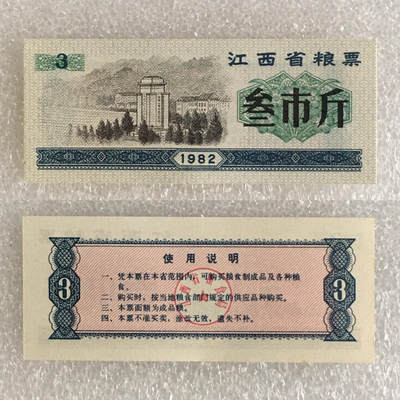 3
江西省粮票
叁市斤
1982
使用说明
一、凭本票在本省范围内，可购买粮食制成品及各种粮食。
二、购买时，按当地粮食部门规定的供应品种购买。
三、本票面额为成品粮。
四、本票不准买卖，涂改无效，遗失不补。
3
3